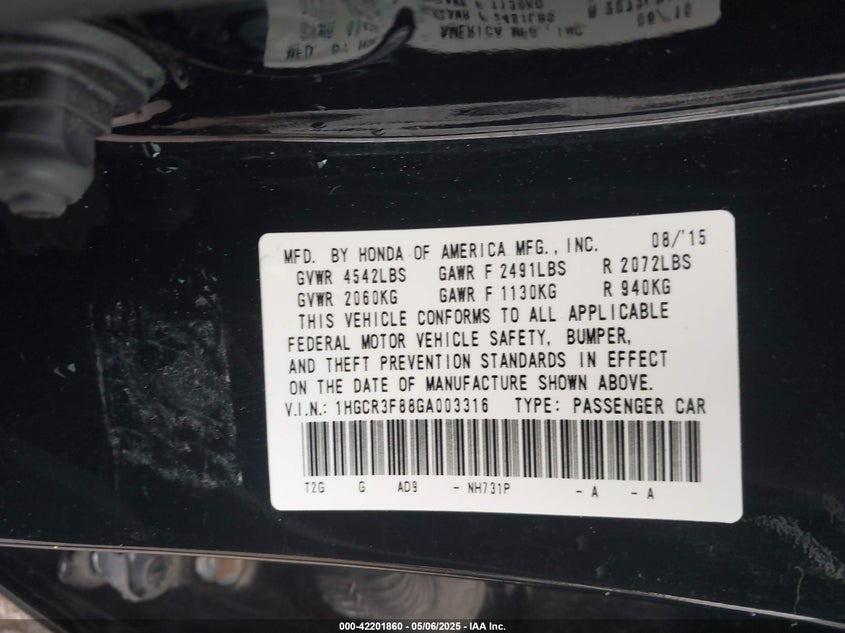 MFD. BY HONDA OF AMERICA MFG., INC. 08/'15
GVWR 4542LBS GAWR F 2491LBS R 2072LBS
GVWR 2060KG GAWR F 1130KG R 940KG
THIS VEHICLE CONFORMS TO ALL APPLICABLE
FEDERAL MOTOR VEHICLE SAFETY, BUMPER,
AND THEFT PREVENTION STANDARDS IN EFFECT
ON THE DATE OF MANUFACTURE SHOWN ABOVE.
V.I.N.: 1HGCR3F88GA003316 TYPE: PASSENGER CAR
T2G G AD9 - NH731P - A - A
000-42201860 - 05/06/2025 - IAA Inc.